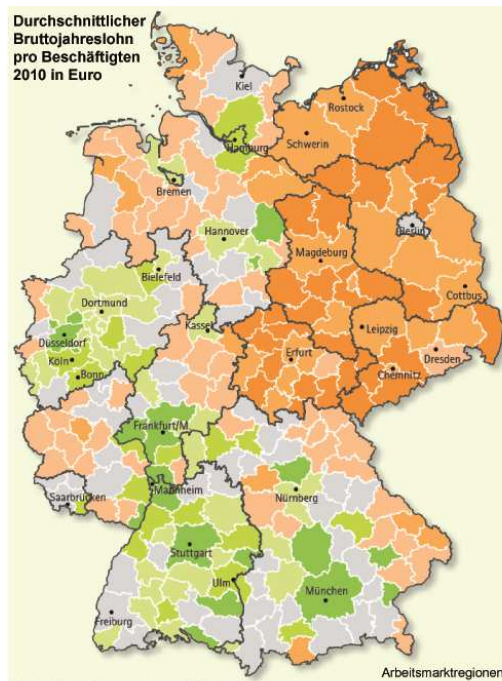 Durchschnittlicher
Bruttojahreslohn
pro Beschäftigten
2010 in Euro
Kiel
Rostock
Hamburg
Schwerin
Bremen
Hannover
Berlin
Bielefeld
Magdeburg
Dortmund
Cottbus
Kassel
Düsseldorf
Leipzig
Köln
Erfurt
Dresden
Bonn
Chemnitz
Frankfurt/M
Saarbrücken
Mannheim
Nürnberg
Stuttgart
Ulm
München
Freiburg
Arbeitsmarktregionen